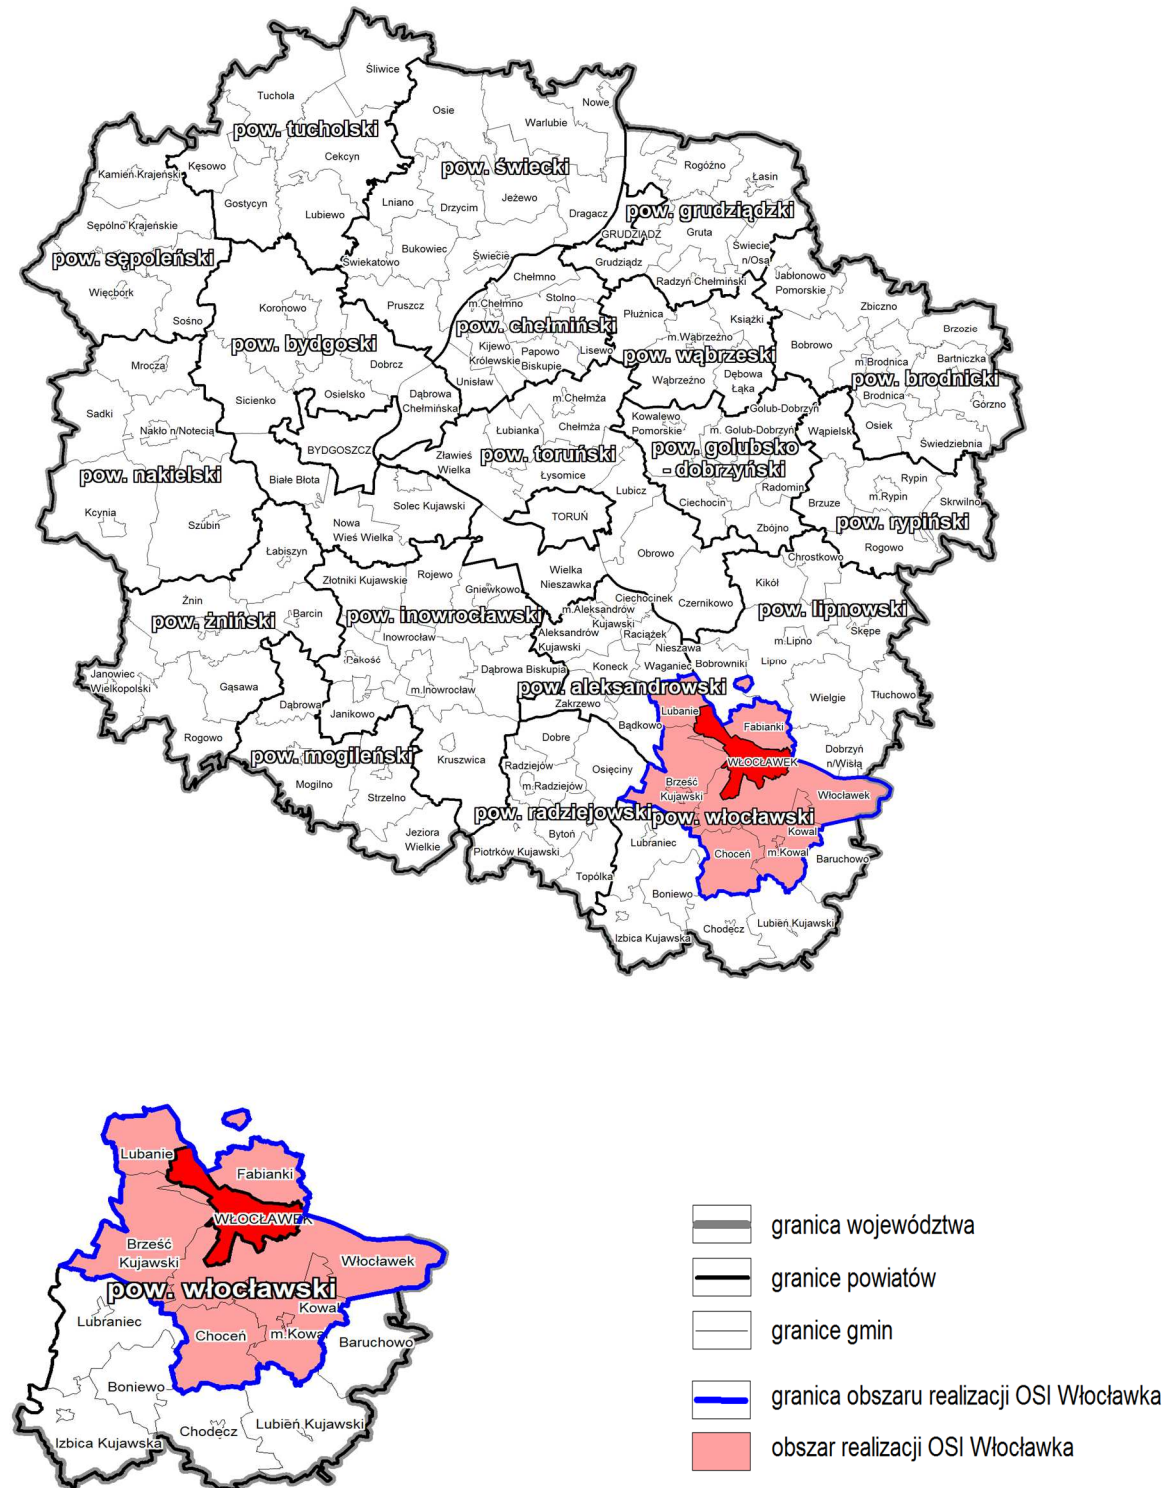 Śliwice
Tuchola
Osie
Nowe
Warlubie
pow. tucholski
Cekcyn
Kęsowo
pow. świecki
Rogóźno
Łasin
Kamień Krajeński
Gostycyn
Lubiewo
Lniano
Drzycim
Jeżewo
Dragacz
pow. grudziądzki
Sępólno Krajeńskie
GRUDZIĄDZ
Gruta
Bukowiec
Świecie
Świecie
n/Osą
pow. sępoleński
Świekatowo
Grudziądz
Radzyń Chełmiński
Jabłonowo
Pomorskie
Chełmno
Więcbork
Koronowo
Pruszcz
m.Chełmno
Stolno
Płużnica
Książki
Zbiczno
Sośno
pow. chełmiński
Brzozie
pow. bydgoski
Kijewo
Królewskie
Papowo
Biskupie
Lisewo
m.Wąbrzeźno
pow. wąbrzeski
Bobrowo
m.Brodnica
Bartniczka
Mrocza
Dobrcz
Unisław
Wąbrzeźno
Dębowa
Łąka
pow. brodnicki
Brodnica
Górzno
Sadki
Sicienko
Osielsko
Dąbrowa
Chełmińska
m.Chełmża
Golub-Dobrzyń
Nakło n/Notecią
Łubianka
Chełmża
Kowalewo
Pomorskie
m. Golub-Dobrzyń
Wąpielsk
Osiek
Świedziebnia
BYDGOSZCZ
Zławieś
Wielka
pow. toruński
pow. golubsko
- dobrzyński
pow. nakielski
Białe Błota
Łysomice
Lubicz
Ciechocin
Radomin
Rypin
m.Rypin
Brzuze
Skrwilno
Kcynia
Szubin
Solec Kujawski
Nowa
Wieś Wielka
TORUŃ
Zbójno
pow. rypiński
Rogowo
Łabiszyn
Obrowo
Chrostkowo
Złotniki Kujawskie
Rojewo
Gniewkowo
Wielka
Nieszawka
Kikół
Żnin
Barcin
Ciechocinek
m.Aleksandrów
Kujawski
Czernikowo
pow. lipnowski
pow. żniński
pow. inowrocławski
Inowrocław
Aleksandrów
Kujawski
Raciążek
Skępe
m.Lipno
Nieszawa
Pakość
Dąbrowa Biskupia
Koneck
Waganiec
Bobrowniki
Lipno
Janowiec
Wielkopolski
Gąsawa
m.Inowrocław
pow. aleksandrowski
Zakrzewo
Wielgie
Tłuchowo
Dąbrowa
Janikowo
Lubanie
Bądkowo
Fabianki
Rogowo
pow. mogileński
Kruszwica
Dobre
Dobrzyń
n/Wisłą
Radziejów
Osięciny
WŁOCŁAWEK
Mogilno
Strzelno
m.Radziejów
Brześć
Kujawski
Włocławek
pow. radziejowski
pow. włocławski
Jeziora
Wielkie
Bytoń
Lubraniec
Kowal
Piotrków Kujawski
Choceń
m.Kowal
Baruchowo
Topólka
Boniewo
Izbica Kujawska
Chodecz
Lubień Kujawski
Lubanie
Fabianki
WŁOCŁAWEK
Brześć
Kujawski
Włocławek
pow. włocławski
Kowal
Lubraniec
Choceń
m.Kowal
Baruchowo
Boniewo
Izbica Kujawska
Chodecz
Lubień Kujawski
granica województwa
granice powiatów
granice gmin
granica obszaru realizacji OSI Włocławka
obszar realizacji OSI Włocławka